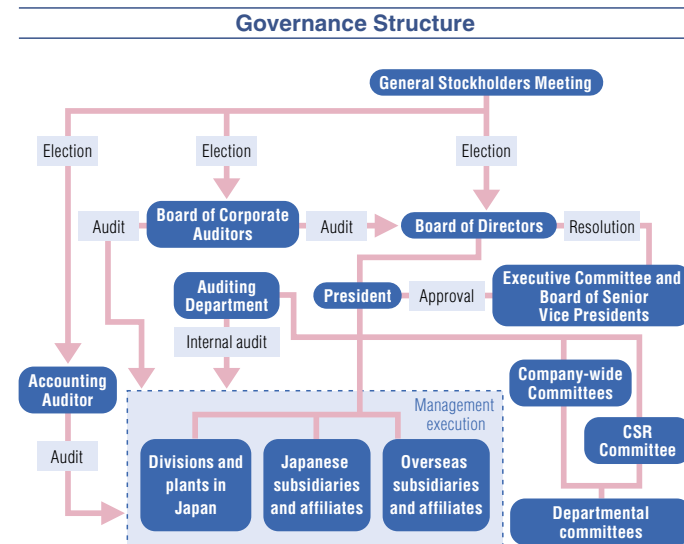 Governance Structure
General Stockholders Meeting
Election
Election
Election
Audit
Board of Corporate
Auditors
Audit
Board of Directors
Resolution
Auditing
Department
President
Approval
Executive Committee and
Board of Senior
Vice Presidents
Internal audit
Accounting
Auditor
Company-wide
Committees
Management
execution
CSR
Committee
Audit
Divisions and
plants in
Japan
Japanese
subsidiaries
and affiliates
Overseas
subsidiaries
and affiliates
Departmental
committees